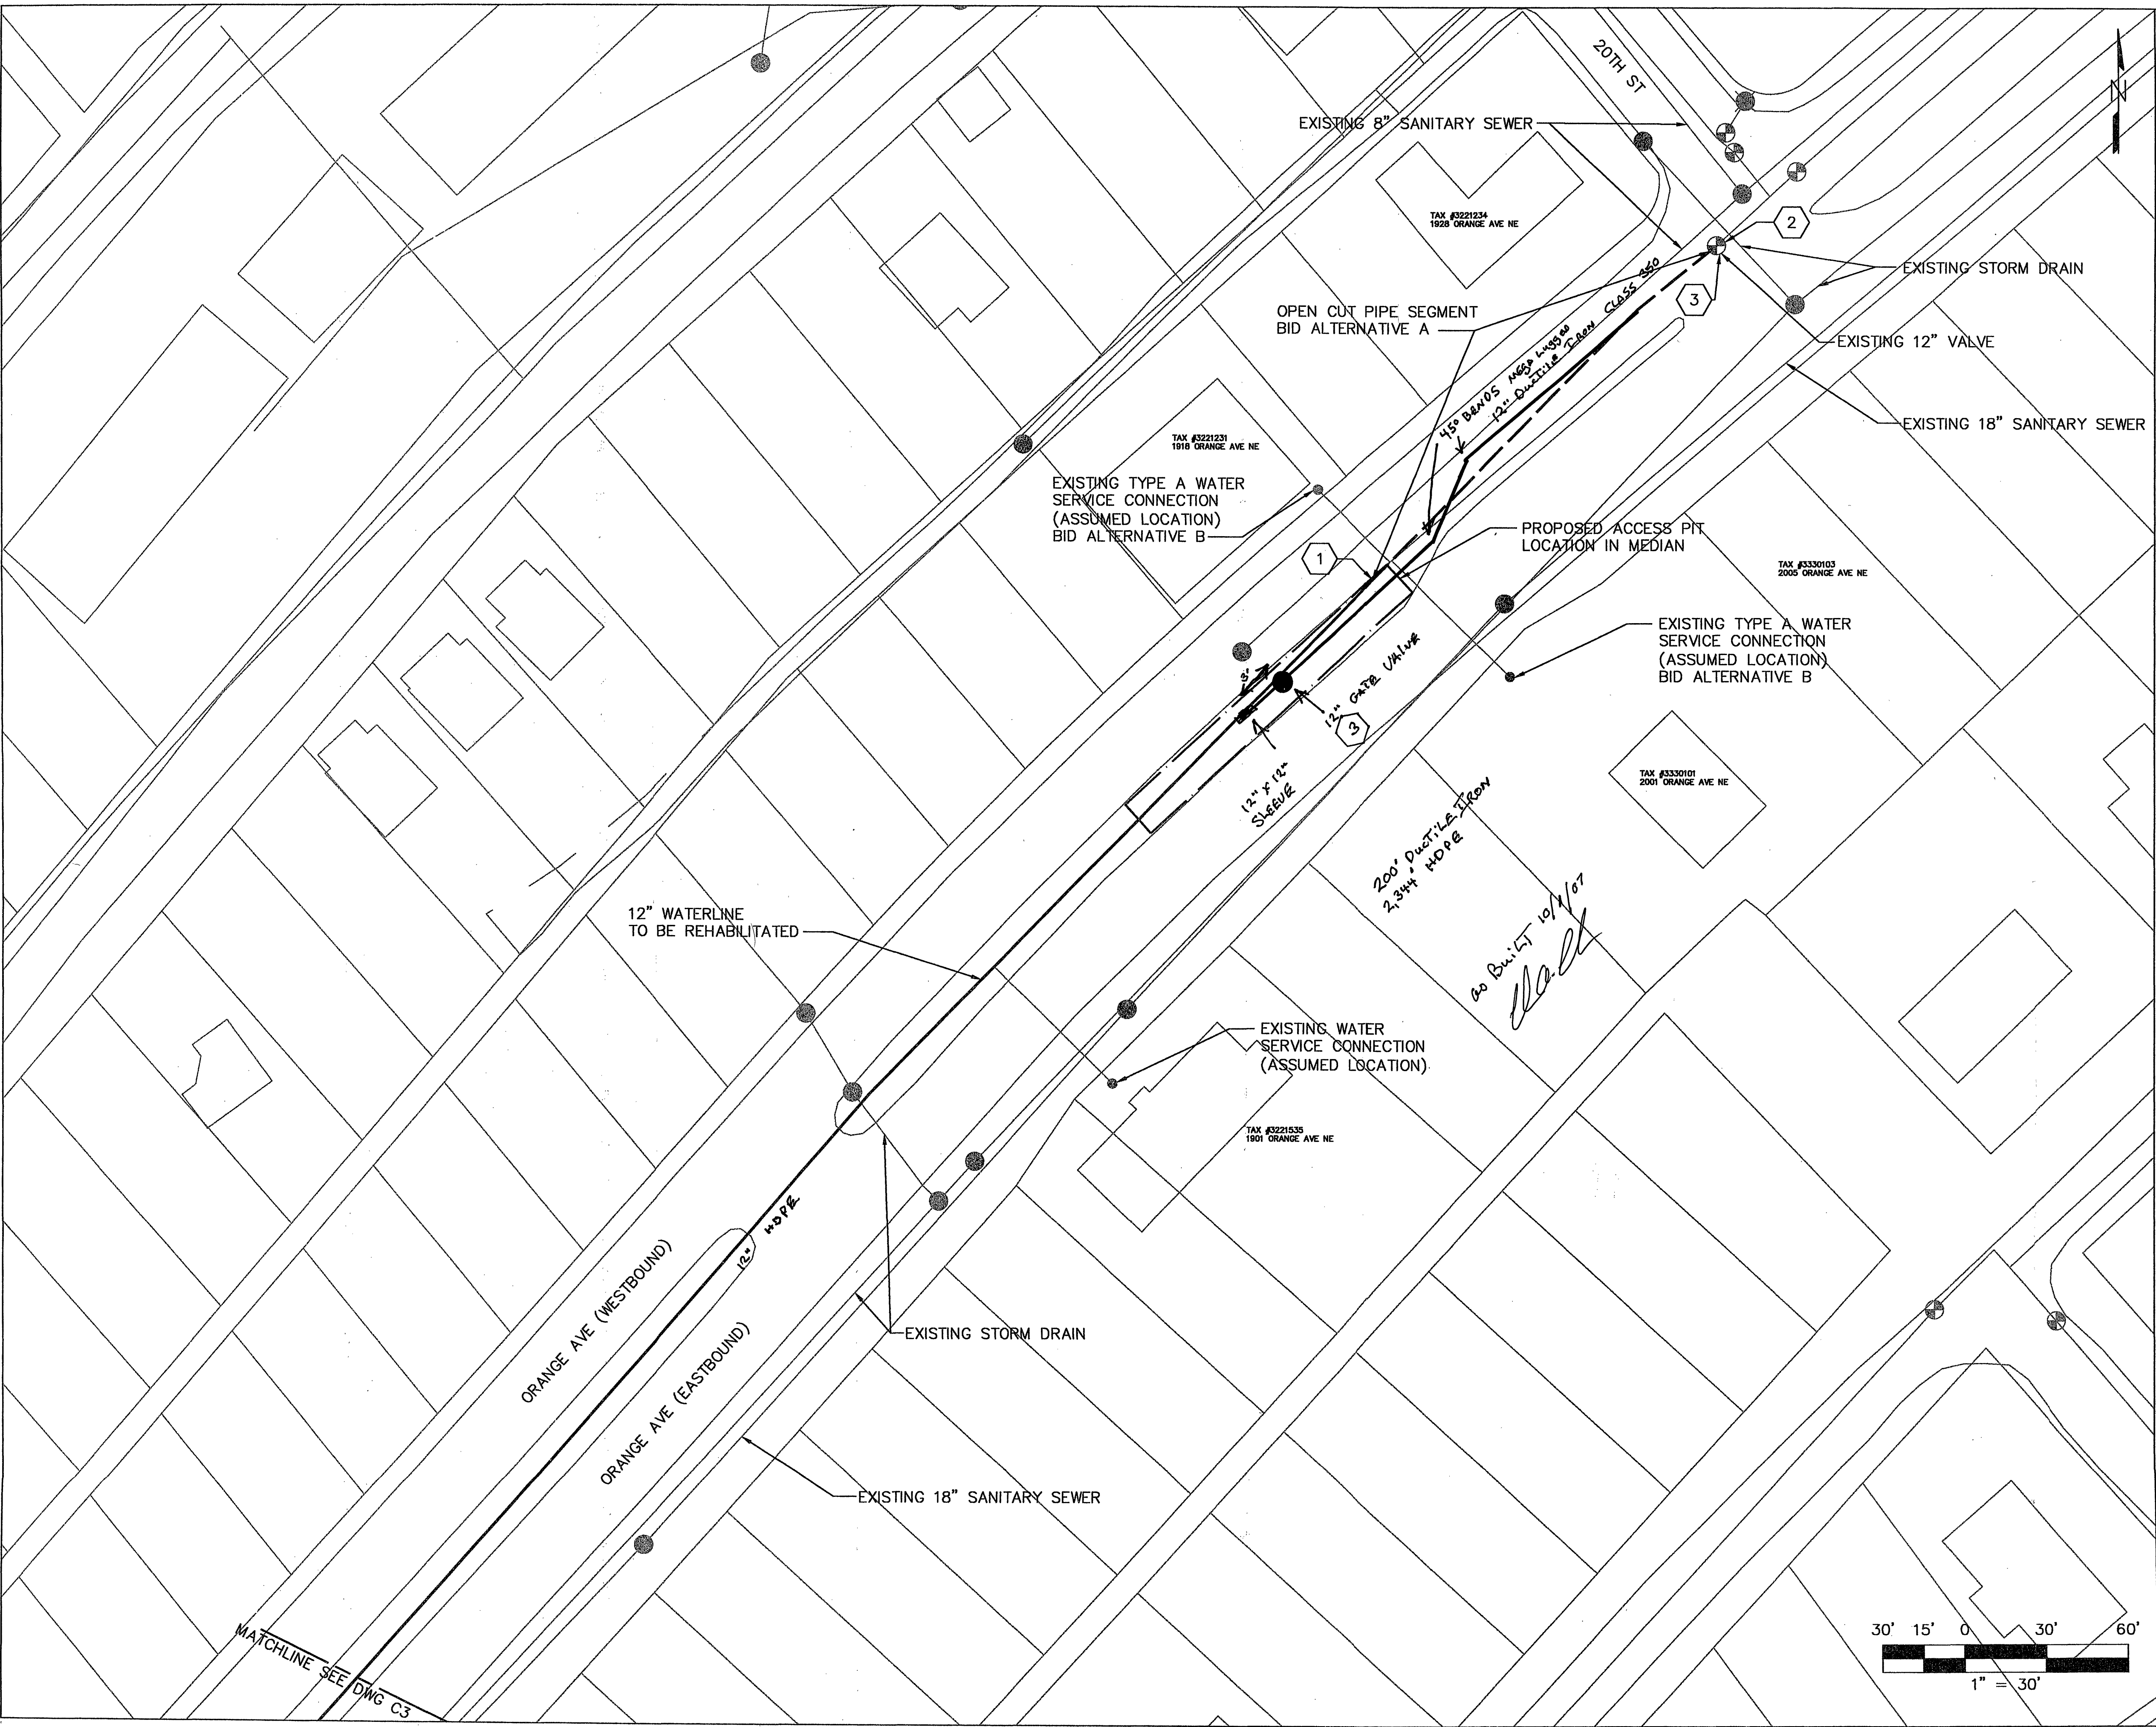 20TH ST
N
EXISTING 8" SANITARY SEWER
TAX #3221234
1928 ORANGE AVE NE
2
EXISTING STORM DRAIN
3
OPEN CUT PIPE SEGMENT
BID ALTERNATIVE A
EXISTING 12" VALVE
45° BENDS MEGA LUGGED
12" Ductile IRON CLASS 350
EXISTING 18" SANITARY SEWER
TAX #3221231
1918 ORANGE AVE NE
EXISTING TYPE A WATER
SERVICE CONNECTION
(ASSUMED LOCATION)
BID ALTERNATIVE B
PROPOSED ACCESS PIT
LOCATION IN MEDIAN
1
TAX #3330103
2005 ORANGE AVE NE
EXISTING TYPE A WATER
SERVICE CONNECTION
(ASSUMED LOCATION)
BID ALTERNATIVE B
12" GATE VALVE
3
12" x 12"
SLEEVE
TAX #3330101
2001 ORANGE AVE NE
200' DUCTiLE IRON
2,344' HDPE
12" WATERLINE
TO BE REHABILITATED
as BuiLT
EXISTING WATER
SERVICE CONNECTION
(ASSUMED LOCATION)
TAX #3221535
1901 ORANGE AVE NE
12" HDPE
ORANGE AVE (WESTBOUND)
EXISTING STORM DRAIN
ORANGE AVE (EASTBOUND)
EXISTING 18" SANITARY SEWER
MATCHLINE SEE DWG C3
30' 15' 0 30' 60'
1" = 30'